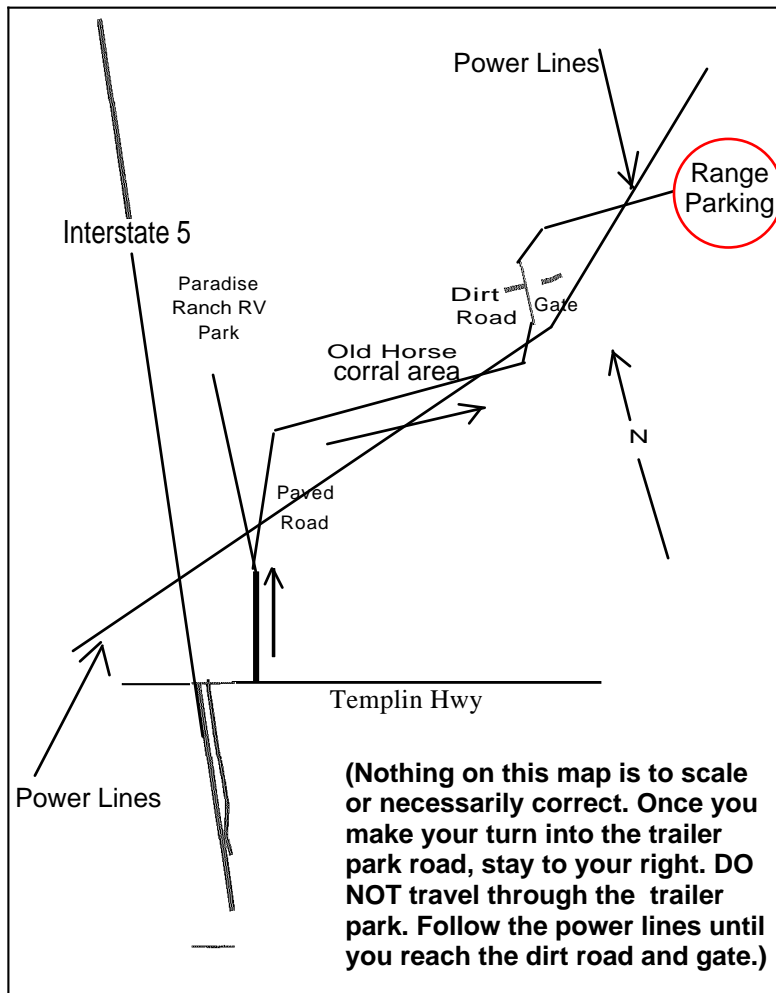 Power Lines
Range
Parking
Interstate 5
Paradise
Ranch RV
Park
Dirt
Road
Gate
Old Horse
corral area
N
Paved
Road
Templin Hwy
Power Lines
(Nothing on this map is to scale
or necessarily correct. Once you
make your turn into the trailer
park road, stay to your right. DO
NOT travel through the trailer
park. Follow the power lines until
you reach the dirt road and gate.)